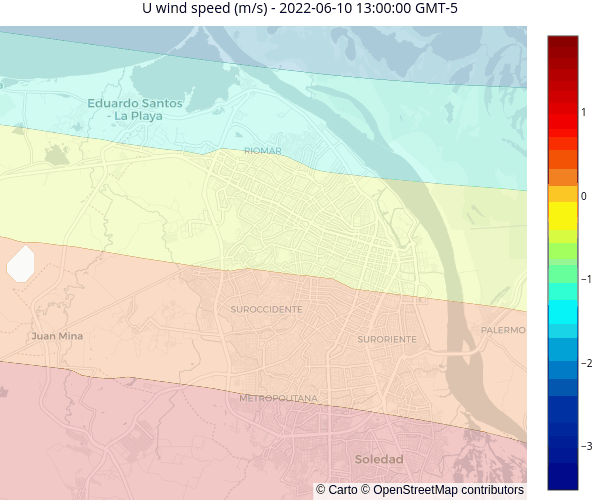 U wind speed (m/s) - 2022-06-10 13:00:00 GMT-5
Eduardo Santos
- La Playa
RIOMAR
SUROCCIDENTE
Juan Mina
SURORIENTE
PALERMO
METROPOLITANA
Soledad
© Carto © OpenStreetMap contributors
1
0
−1
−2
−3